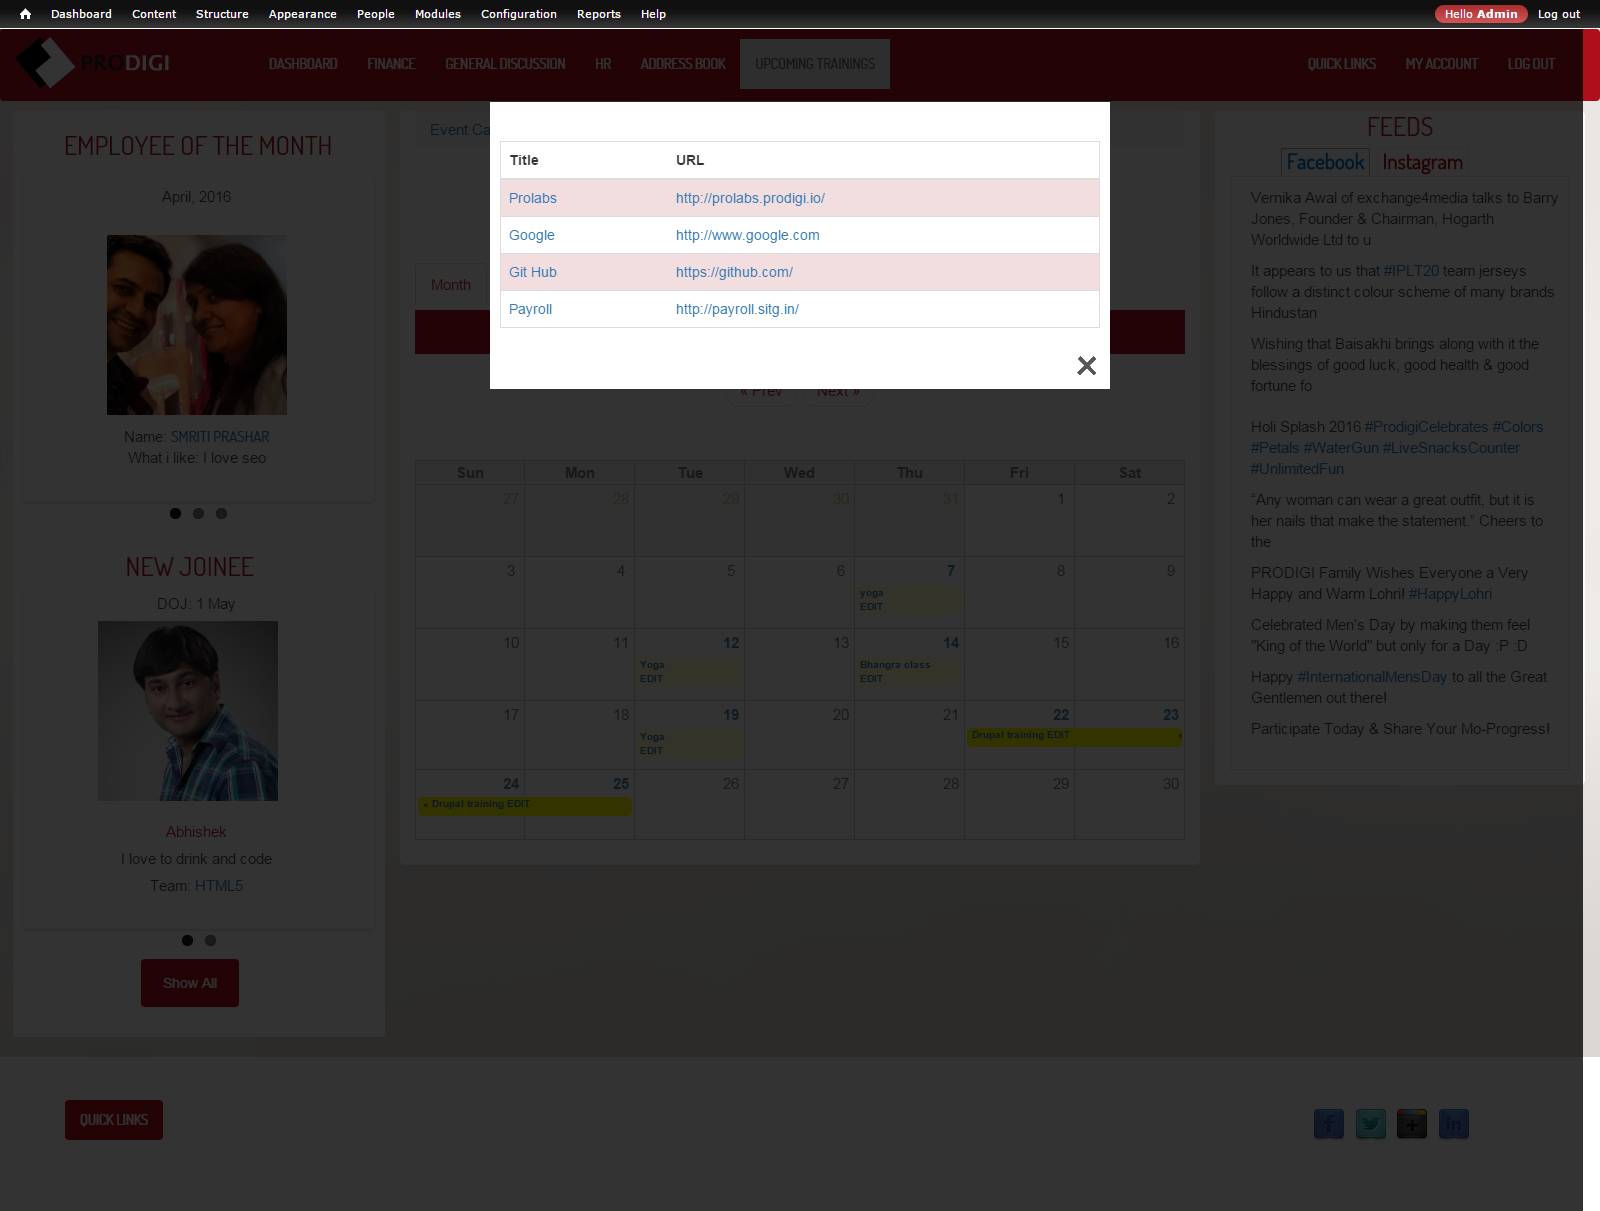 Dashboard Content Structure Appearance People Modules Configuration Reports Help Hello Admin Log out
PRODIGI DASHBOARD FINANCE GENERAL DISCUSSION HR ADDRESS BOOK UPCOMING TRAININGS QUICK LINKS MY ACCOUNT LOG OUT
Title URL
Prolabs http://prolabs.prodigi.io/
Google http://www.google.com
Git Hub https://github.com/
Payroll http://payroll.sitg.in/
EMPLOYEE OF THE MONTH
April, 2016
Name: SMRITI PRASHAR
What i like: I love seo
NEW JOINEE
DOJ: 1 May
Abhishek
I love to drink and code
Team: HTML5
Show All
Event Ca
Month
« Prev Next »
Sun Mon Tue Wed Thu Fri Sat
27 28 29 30 31 1 2
3 4 5 6 7 8 9
yoga
EDIT
10 11 12 13 14 15 16
Yoga Bhangra class
EDIT EDIT
17 18 19 20 21 22 23
Yoga Drupal training EDIT »
EDIT
24 25 26 27 28 29 30
« Drupal training EDIT
FEEDS
Facebook Instagram
Vernika Awal of exchange4media talks to Barry
Jones, Founder & Chairman, Hogarth
Worldwide Ltd to u
It appears to us that #IPLT20 team jerseys
follow a distinct colour scheme of many brands
Hindustan
Wishing that Baisakhi brings along with it the
blessings of good luck, good health & good
fortune fo
Holi Splash 2016 #ProdigiCelebrates #Colors
#Petals #WaterGun #LiveSnacksCounter
#UnlimitedFun
“Any woman can wear a great outfit, but it is
her nails that make the statement.” Cheers to
the
PRODIGI Family Wishes Everyone a Very
Happy and Warm Lohri! #HappyLohri
Celebrated Men's Day by making them feel
"King of the World" but only for a Day :P :D
Happy #InternationalMensDay to all the Great
Gentlemen out there!
Participate Today & Share Your Mo-Progress!
QUICK LINKS